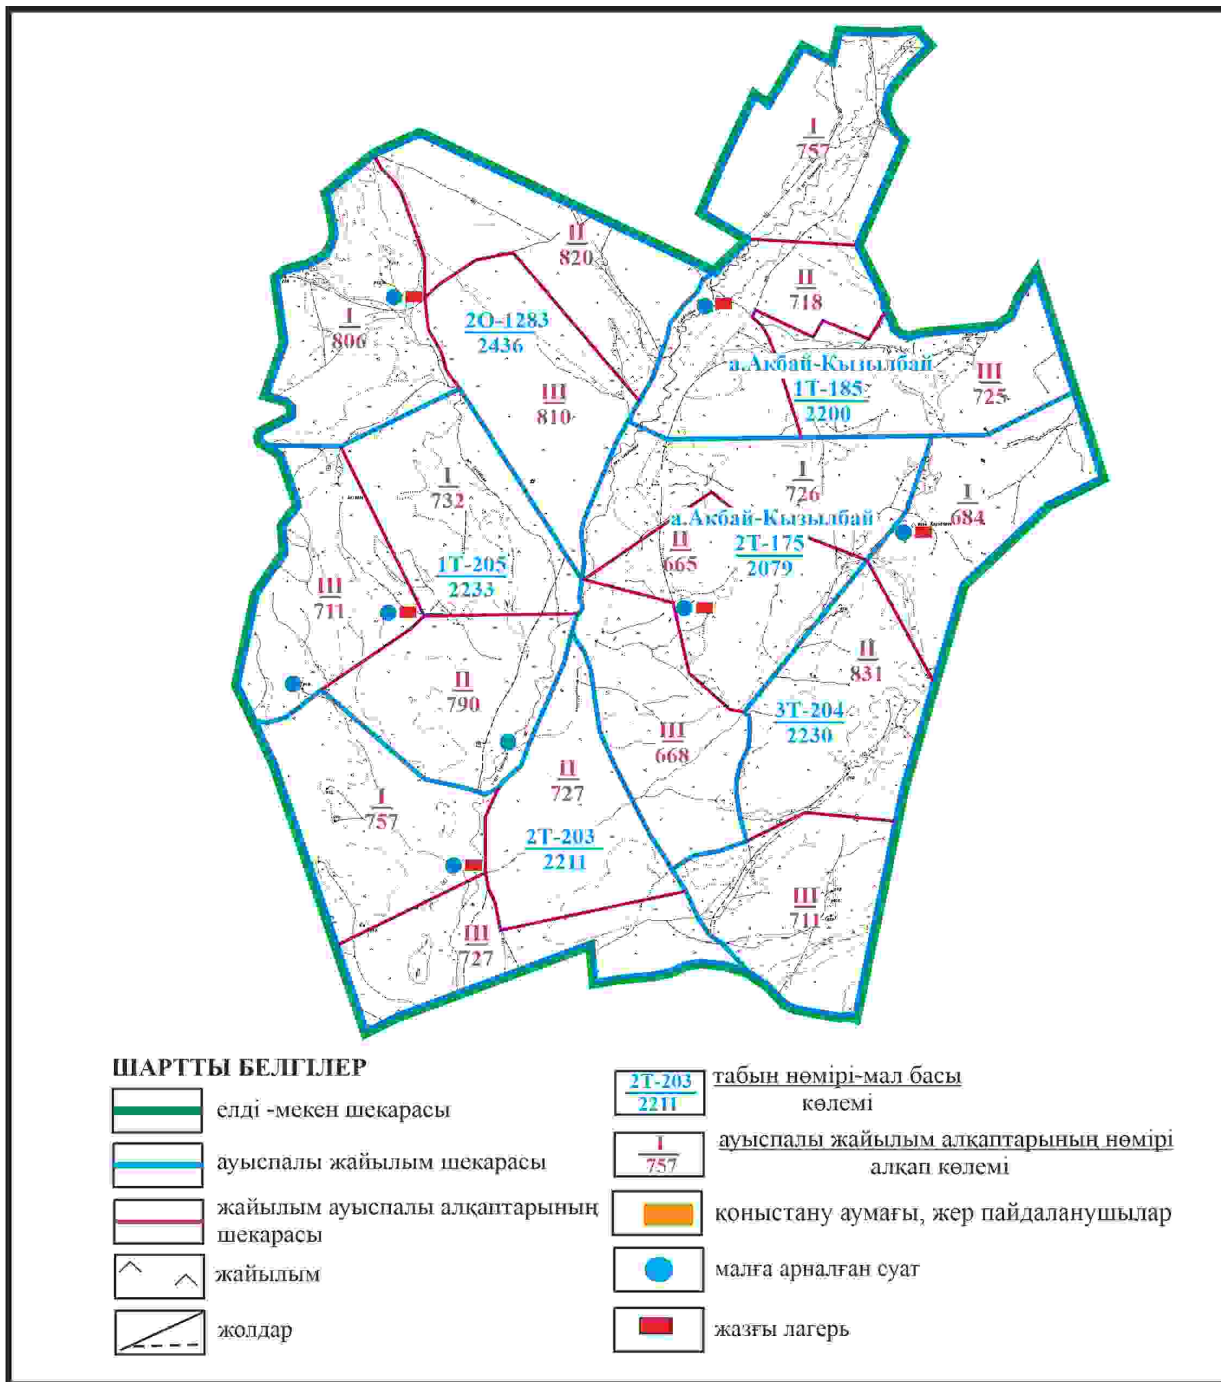 I
757
II
820
II
718
I
806
2О-1283
2436
а.Акбай-Кызылбай
1Т-185
2200
III
725
III
810
I
732
I
726
I
684
а.Акбай-Кызылбай
2Т-175
2079
II
665
1Т-205
2233
III
711
II
831
II
790
3Т-204
2230
III
668
II
727
I
757
2Т-203
2211
III
711
III
727
ШАРТТЫ БЕЛГІЛЕР
елді -мекен шекарасы
ауыспалы жайылым шекарасы
жайылым ауыспалы алқаптарының
шекарасы
жайылым
жолдар
2Т-203
2211
табын нөмірі-мал басы
көлемі
I
757
ауыспалы жайылым алқаптарының нөмірі
алқап көлемі
қоныстану аумағы, жер пайдаланушылар
малға арналған суат
жазғы лагерь